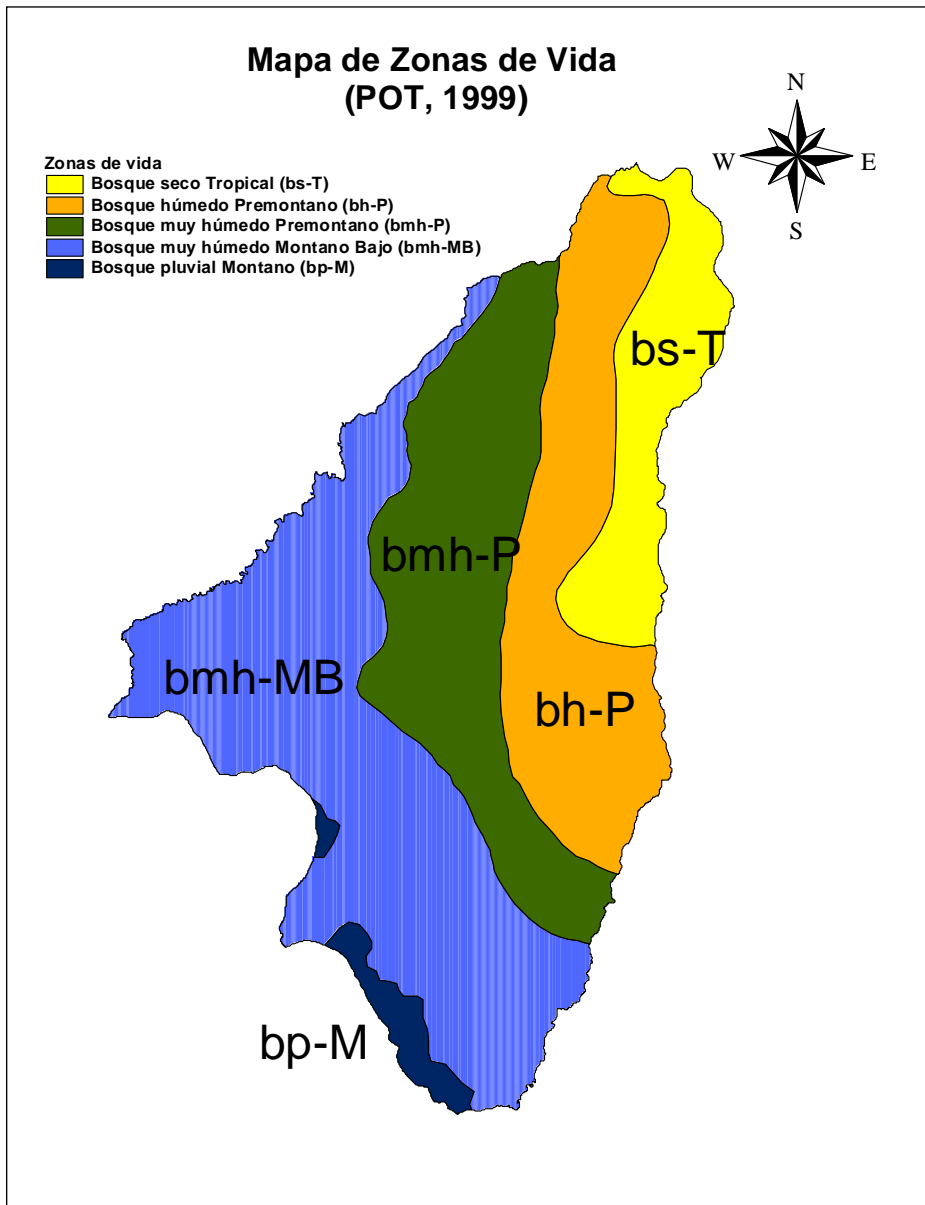 Mapa de Zonas de Vida
(POT, 1999)
N
W
E
S
Zonas de vida
Bosque seco Tropical (bs-T)
Bosque húmedo Premontano (bh-P)
Bosque muy húmedo Premontano (bmh-P)
Bosque muy húmedo Montano Bajo (bmh-MB)
Bosque pluvial Montano (bp-M)
bs-T
bmh-P
bmh-MB
bh-P
bp-M